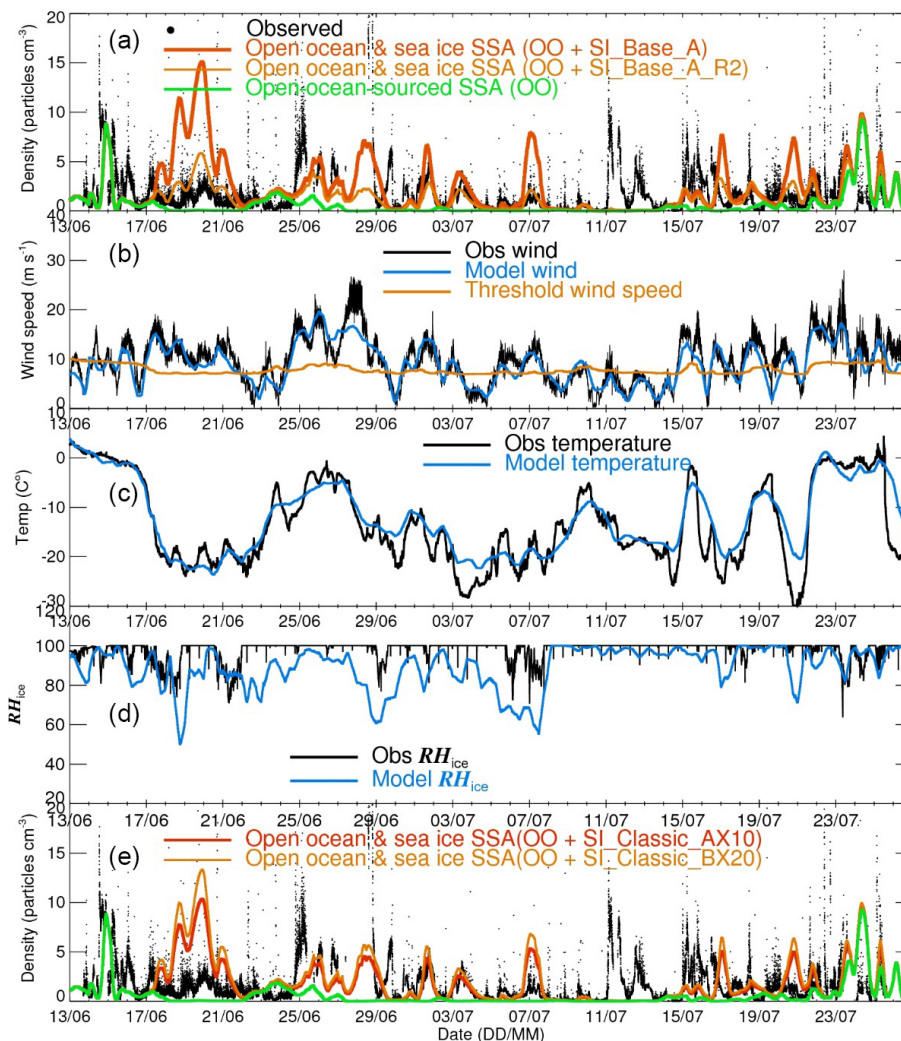 (a)
Observed
Open ocean & sea ice SSA (OO + SI_Base_A)
Open ocean & sea ice SSA (OO + SI_Base_A_R2)
Open-ocean-sourced SSA (OO)
Density (particles cm⁻³)
20
15
10
5
0
13/06 17/06 21/06 25/06 29/06 03/07 07/07 11/07 15/07 19/07 23/07
(b)
Obs wind
Model wind
Threshold wind speed
Wind speed (m s⁻¹)
40
30
20
10
0
13/06 17/06 21/06 25/06 29/06 03/07 07/07 11/07 15/07 19/07 23/07
(c)
Obs temperature
Model temperature
Temp (C°)
10
0
-10
-20
-30
13/06 17/06 21/06 25/06 29/06 03/07 07/07 11/07 15/07 19/07 23/07
(d)
Obs RHice
Model RHice
RHice
120
100
80
60
40
20
13/06 17/06 21/06 25/06 29/06 03/07 07/07 11/07 15/07 19/07 23/07
(e)
Open ocean & sea ice SSA(OO + SI_Classic_AX10)
Open ocean & sea ice SSA(OO + SI_Classic_BX20)
Density (particles cm⁻³)
20
15
10
5
0
13/06 17/06 21/06 25/06 29/06 03/07 07/07 11/07 15/07 19/07 23/07
Date (DD/MM)